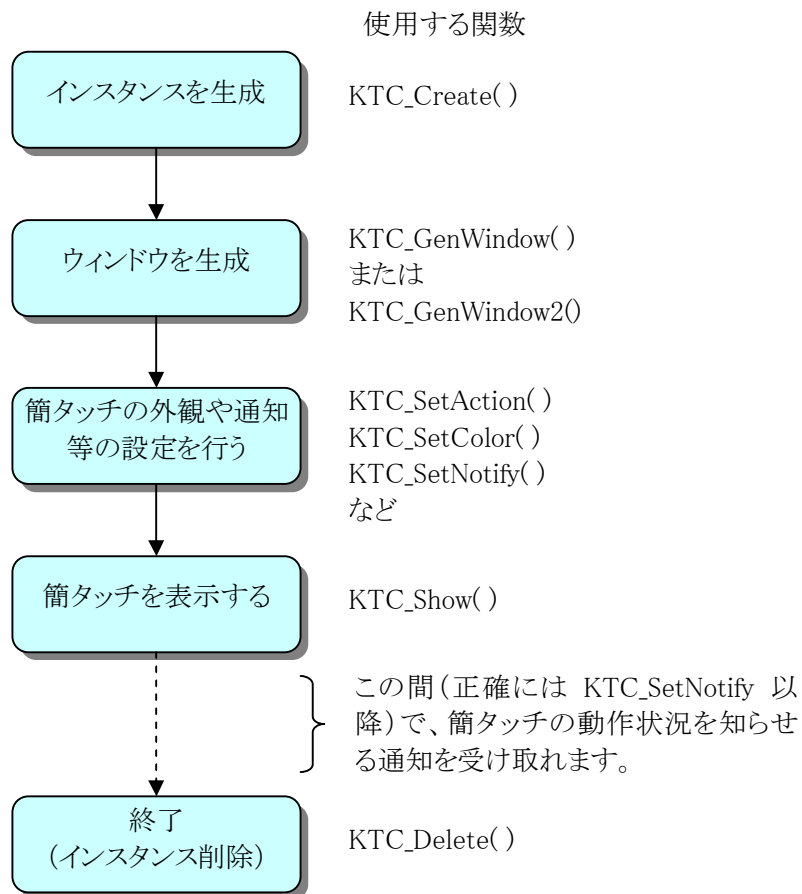 使用する関数
インスタンスを生成
KTC_Create( )
ウィンドウを生成
KTC_GenWindow( )
または
KTC_GenWindow2()
簡タッチの外観や通知
等の設定を行う
KTC_SetAction( )
KTC_SetColor( )
KTC_SetNotify( )
など
簡タッチを表示する
KTC_Show( )
この間（正確には KTC_SetNotify 以
降）で、簡タッチの動作状況を知らせ
る通知を受け取れます。
終了
（インスタンス削除）
KTC_Delete( )